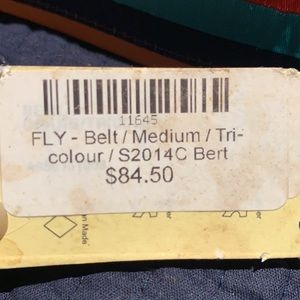 11645
FLY - Belt / Medium / Tri-
colour / S2014C Bert
$84.50